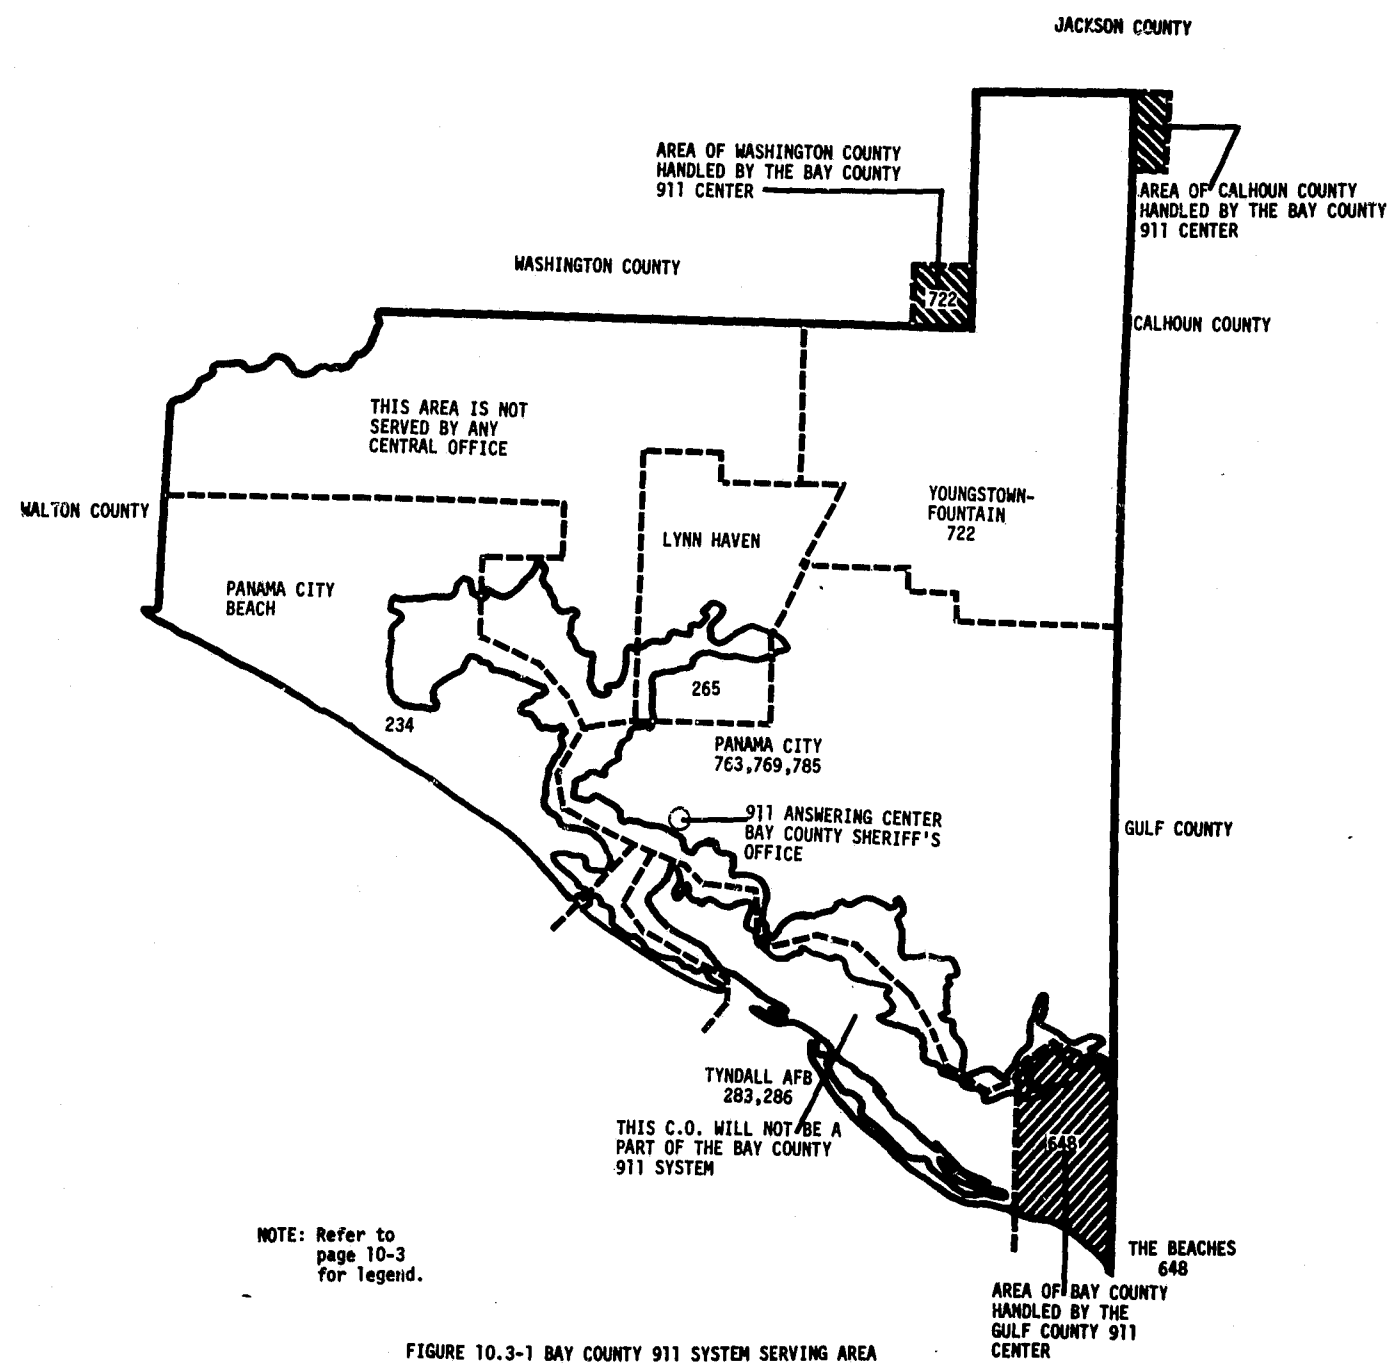 JACKSON COUNTY
AREA OF WASHINGTON COUNTY
HANDLED BY THE BAY COUNTY
911 CENTER
AREA OF CALHOUN COUNTY
HANDLED BY THE BAY COUNTY
911 CENTER
WASHINGTON COUNTY
722
CALHOUN COUNTY
THIS AREA IS NOT
SERVED BY ANY
CENTRAL OFFICE
WALTON COUNTY
YOUNGSTOWN-
FOUNTAIN
722
LYNN HAVEN
PANAMA CITY
BEACH
265
234
PANAMA CITY
763,769,785
911 ANSWERING CENTER
BAY COUNTY SHERIFF'S
OFFICE
GULF COUNTY
TYNDALL AFB
283,286
THIS C.O. WILL NOT BE A
PART OF THE BAY COUNTY
911 SYSTEM
648
NOTE: Refer to
page 10-3
for legend.
THE BEACHES
648
AREA OF BAY COUNTY
HANDLED BY THE
GULF COUNTY 911
CENTER
FIGURE 10.3-1 BAY COUNTY 911 SYSTEM SERVING AREA